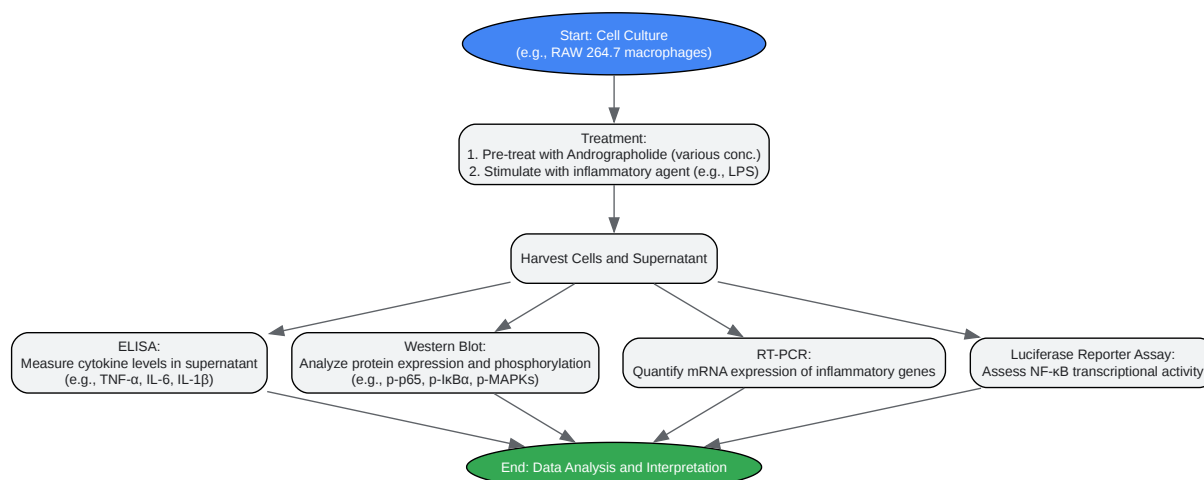 Start: Cell Culture
(e.g., RAW 264.7 macrophages)
Treatment:
1. Pre-treat with Andrographolide (various conc.)
2. Stimulate with inflammatory agent (e.g., LPS)
Harvest Cells and Supernatant
ELISA:
Measure cytokine levels in supernatant
(e.g., TNF-α, IL-6, IL-1β)
Western Blot:
Analyze protein expression and phosphorylation
(e.g., p-p65, p-IκBα, p-MAPKs)
RT-PCR:
Quantify mRNA expression of inflammatory genes
Luciferase Reporter Assay:
Assess NF-κB transcriptional activity
End: Data Analysis and Interpretation